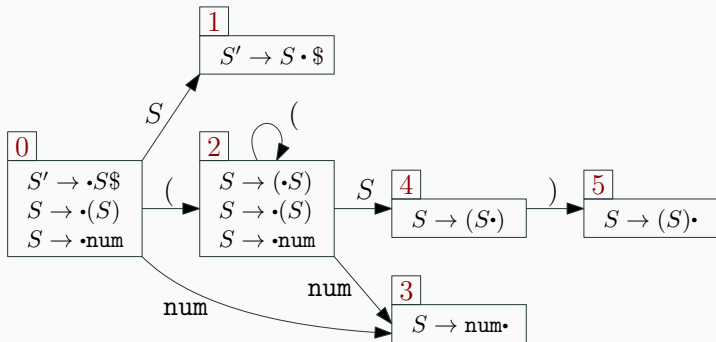 1
S′ → S • $
S
(
0
2
S′ → •S$
S → •(S)
S → •num
(
S → (•S)
S → •(S)
S → •num
S
4
S → (S•)
)
5
S → (S)•
num
num
3
S → num•